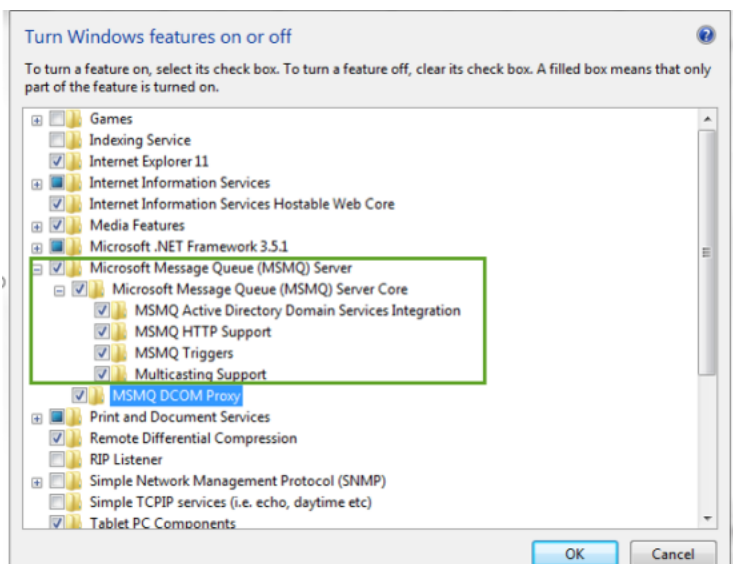 Turn Windows features on or off
To turn a feature on, select its check box. To turn a feature off, clear its check box. A filled box means that only
part of the feature is turned on.
Games
Indexing Service
Internet Explorer 11
Internet Information Services
Internet Information Services Hostable Web Core
Media Features
Microsoft .NET Framework 3.5.1
Microsoft Message Queue (MSMQ) Server
Microsoft Message Queue (MSMQ) Server Core
MSMQ Active Directory Domain Services Integration
MSMQ HTTP Support
MSMQ Triggers
Multicasting Support
MSMQ DCOM Proxy
Print and Document Services
Remote Differential Compression
RIP Listener
Simple Network Management Protocol (SNMP)
Simple TCPIP services (i.e. echo, daytime etc)
Tablet PC Components
OK Cancel